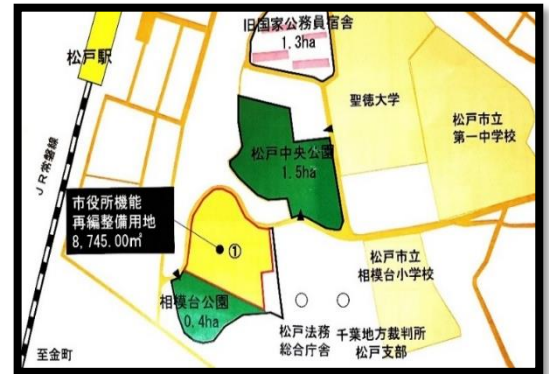 旧国家公務員宿舎
1.3ha
松戸駅
聖徳大学
松戸市立
第一中学校
JR常磐線
松戸中央公園
1.5ha
市役所機能
再編整備用地
8,745.00㎡
①
松戸市立
相模台小学校
相模台公園
0.4ha
松戸法務
総合庁舎
千葉地方裁判所
松戸支部
至金町